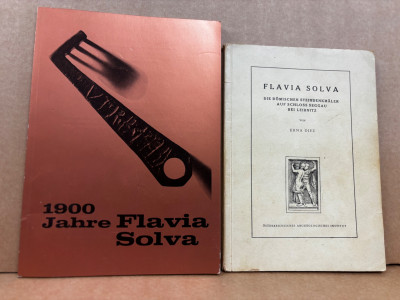 1900
Jahre Flavia
Solva
FLAVIA SOLVA
DIE RÖMISCHEN STEINDENKMÄLER
AUF SCHLOSS SEGGAU
BEI LEIBNITZ
VON
ERNA DIEZ
ÖSTERREICHISCHES ARCHÄOLOGISCHES INSTITUT